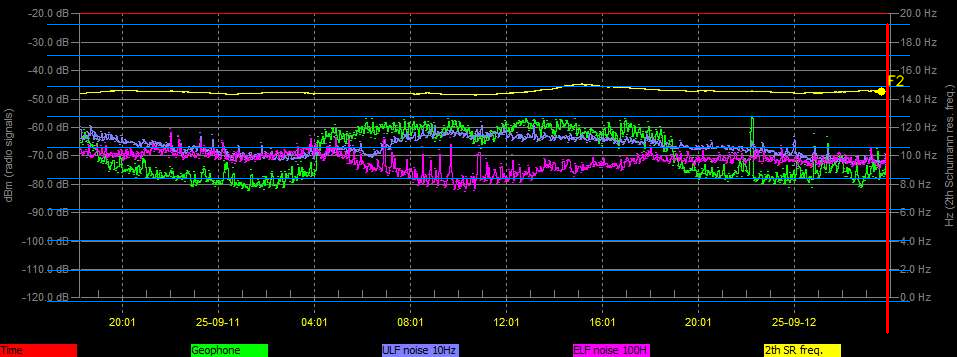 -20.0 dB
20.0 Hz
-30.0 dB
18.0 Hz
-40.0 dB
16.0 Hz
F2
-50.0 dB
14.0 Hz
-60.0 dB
12.0 Hz
-70.0 dB
10.0 Hz
-80.0 dB
8.0 Hz
-90.0 dB
6.0 Hz
-100.0 dB
4.0 Hz
-110.0 dB
2.0 Hz
-120.0 dB
0.0 Hz
dBm (radio signals)
Hz (2th Schumann res. freq.)
20:01 25-09-11 04:01 08:01 12:01 16:01 20:01 25-09-12
Time Geophone ULF noise 10Hz ELF noise 100H 2th SR freq.